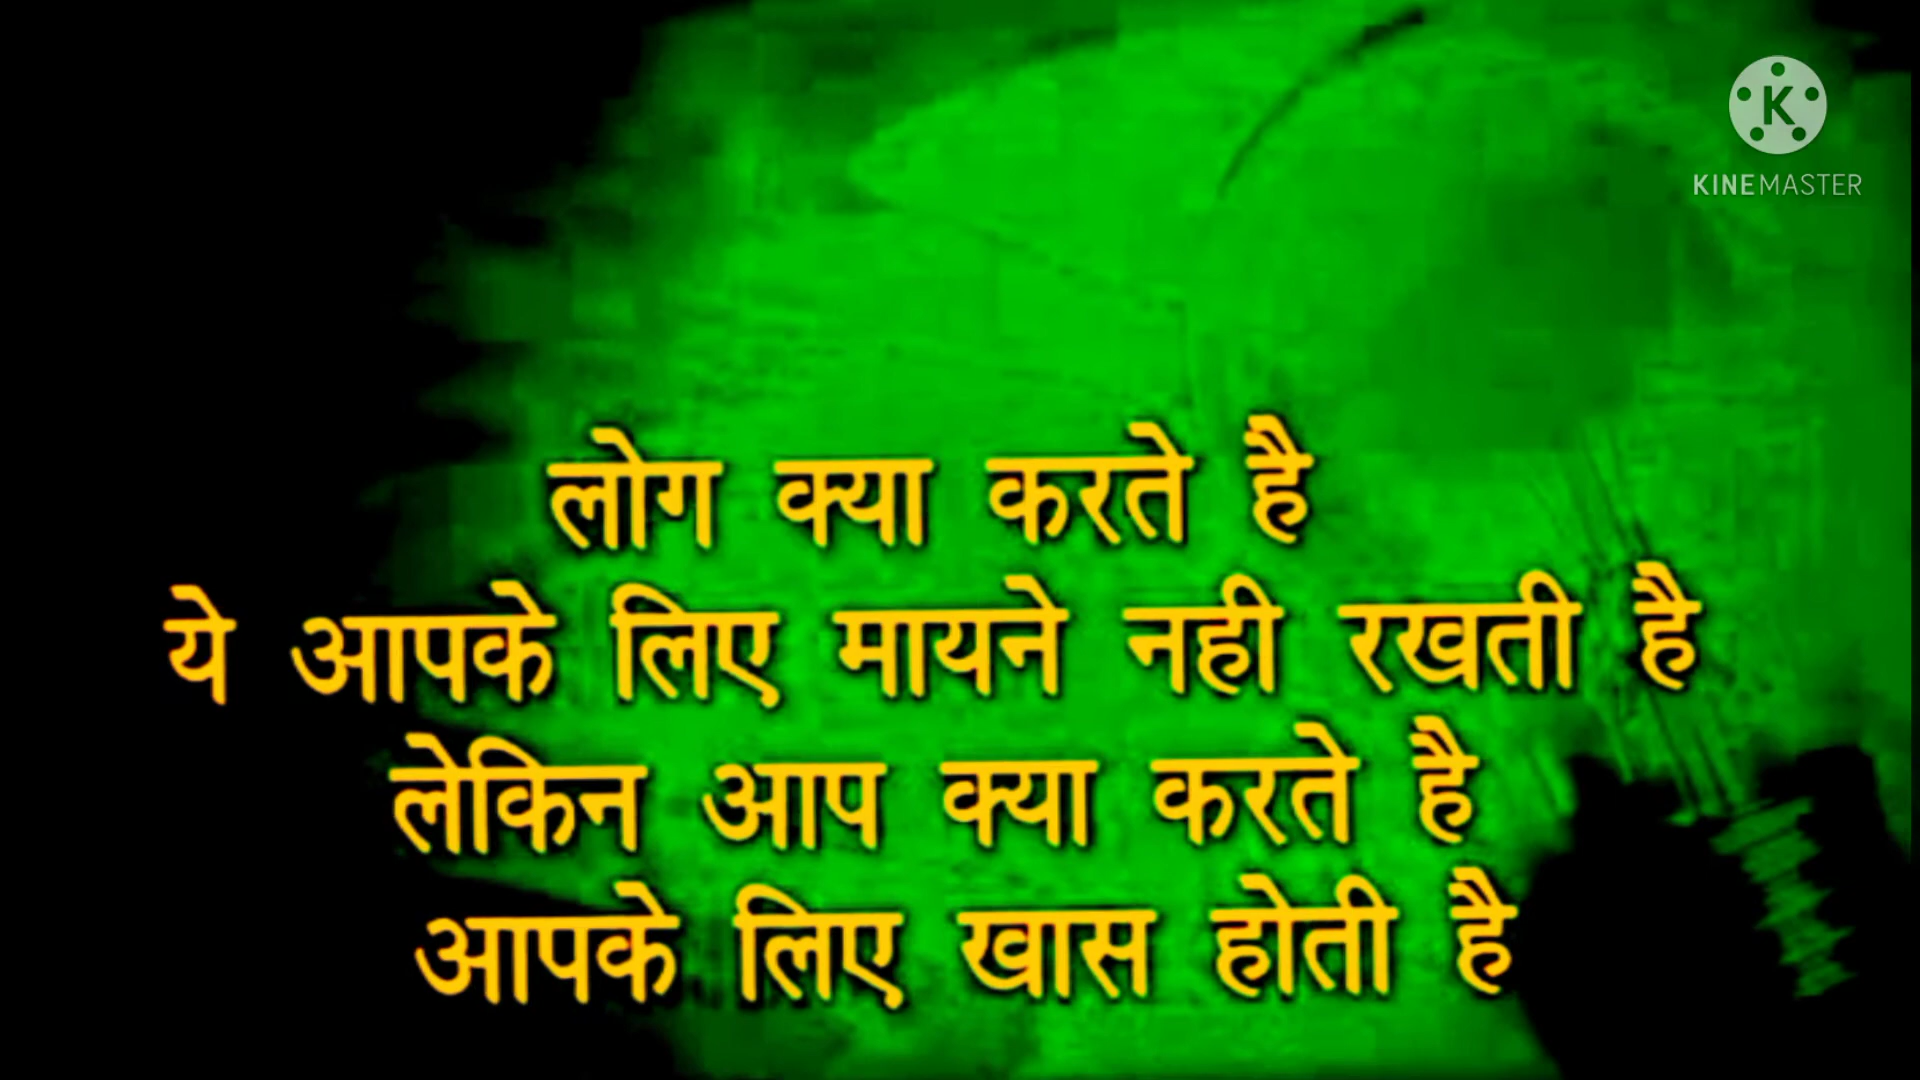 K
KINEMASTER
लोग क्या करते है
ये आपके लिए मायने नही रखती है
लेकिन आप क्या करते है
आपके लिए खास होती है